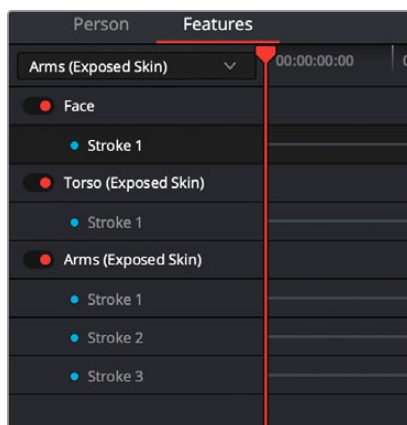 Person Features
Arms (Exposed Skin) 00:00:00:00
Face
Stroke 1
Torso (Exposed Skin)
Stroke 1
Arms (Exposed Skin)
Stroke 1
Stroke 2
Stroke 3